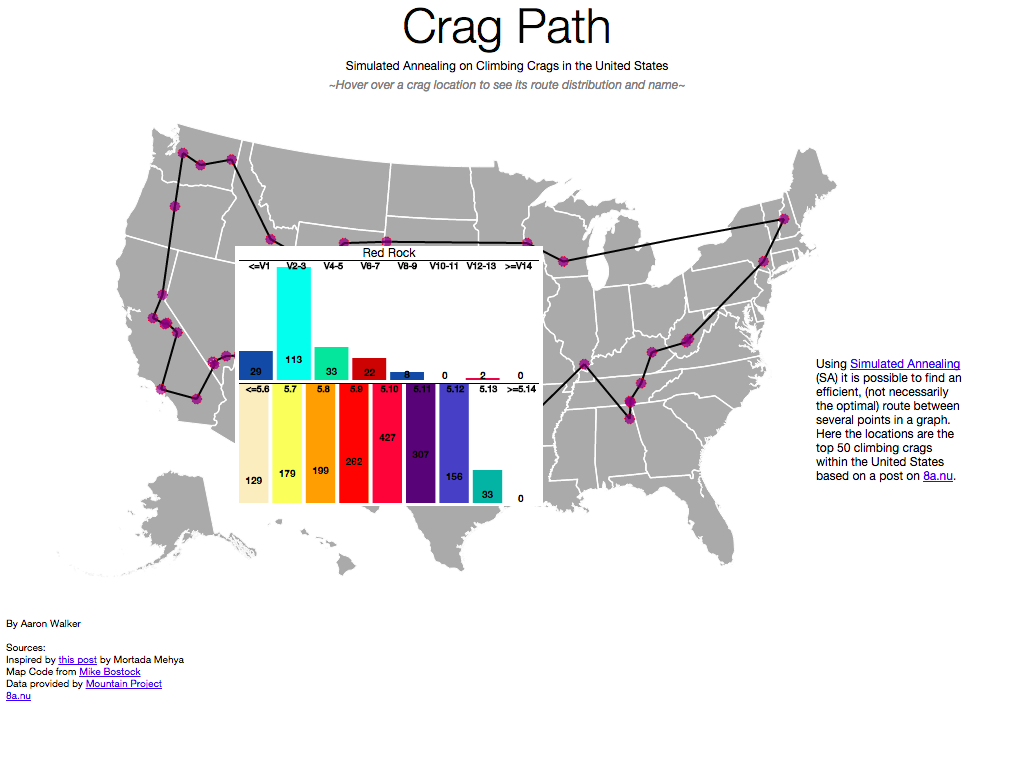 Crag Path
Simulated Annealing on Climbing Crags in the United States
~Hover over a crag location to see its route distribution and name~
Red Rock
<=V1 V2-3 V4-5 V6-7 V8-9 V10-11 V12-13 >=V14
29 113 33 22 8 0 2 0
<=5.6 5.7 5.8 5.9 5.10 5.11 5.12 5.13 >=5.14
129 179 199 262 427 307 156 33 0
Using Simulated Annealing
(SA) it is possible to find an
efficient, (not necessarily
the optimal) route between
several points in a graph.
Here the locations are the
top 50 climbing crags
within the United States
based on a post on 8a.nu.
By Aaron Walker
Sources:
Inspired by this post by Mortada Mehya
Map Code from Mike Bostock
Data provided by Mountain Project
8a.nu